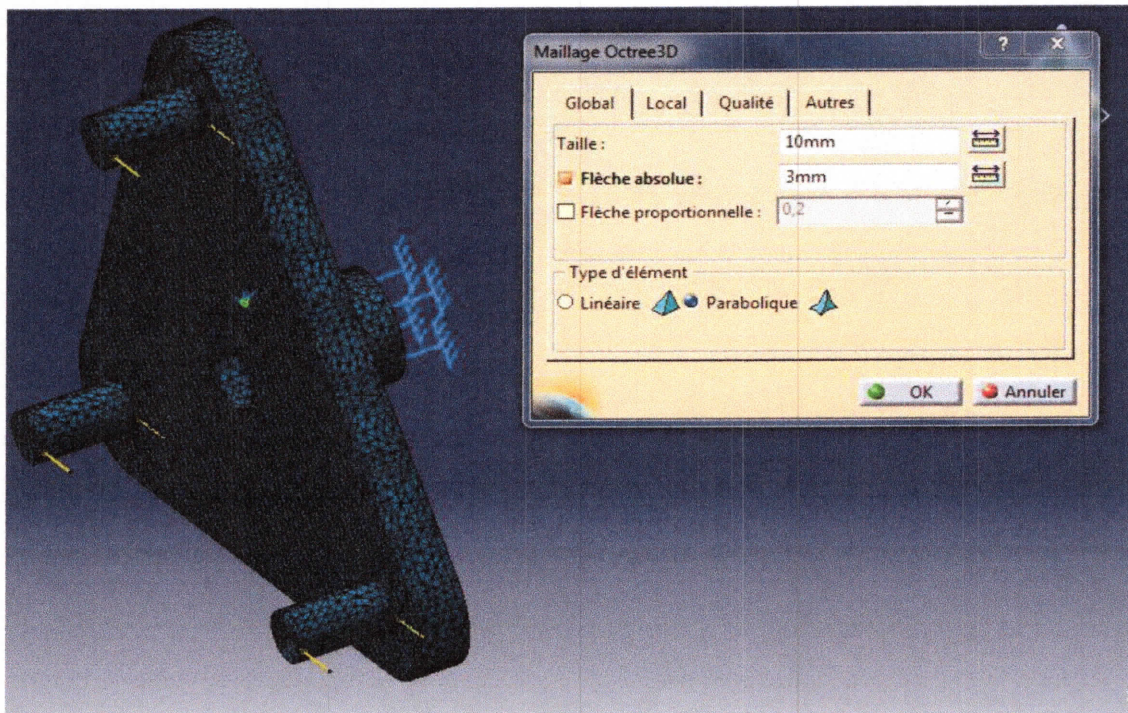 Maillage Octree3D ? X
Global Local Qualité Autres
Taille : 10mm
Flèche absolue : 3mm
Flèche proportionnelle : 0,2
Type d'élément
Linéaire Parabolique
OK Annuler